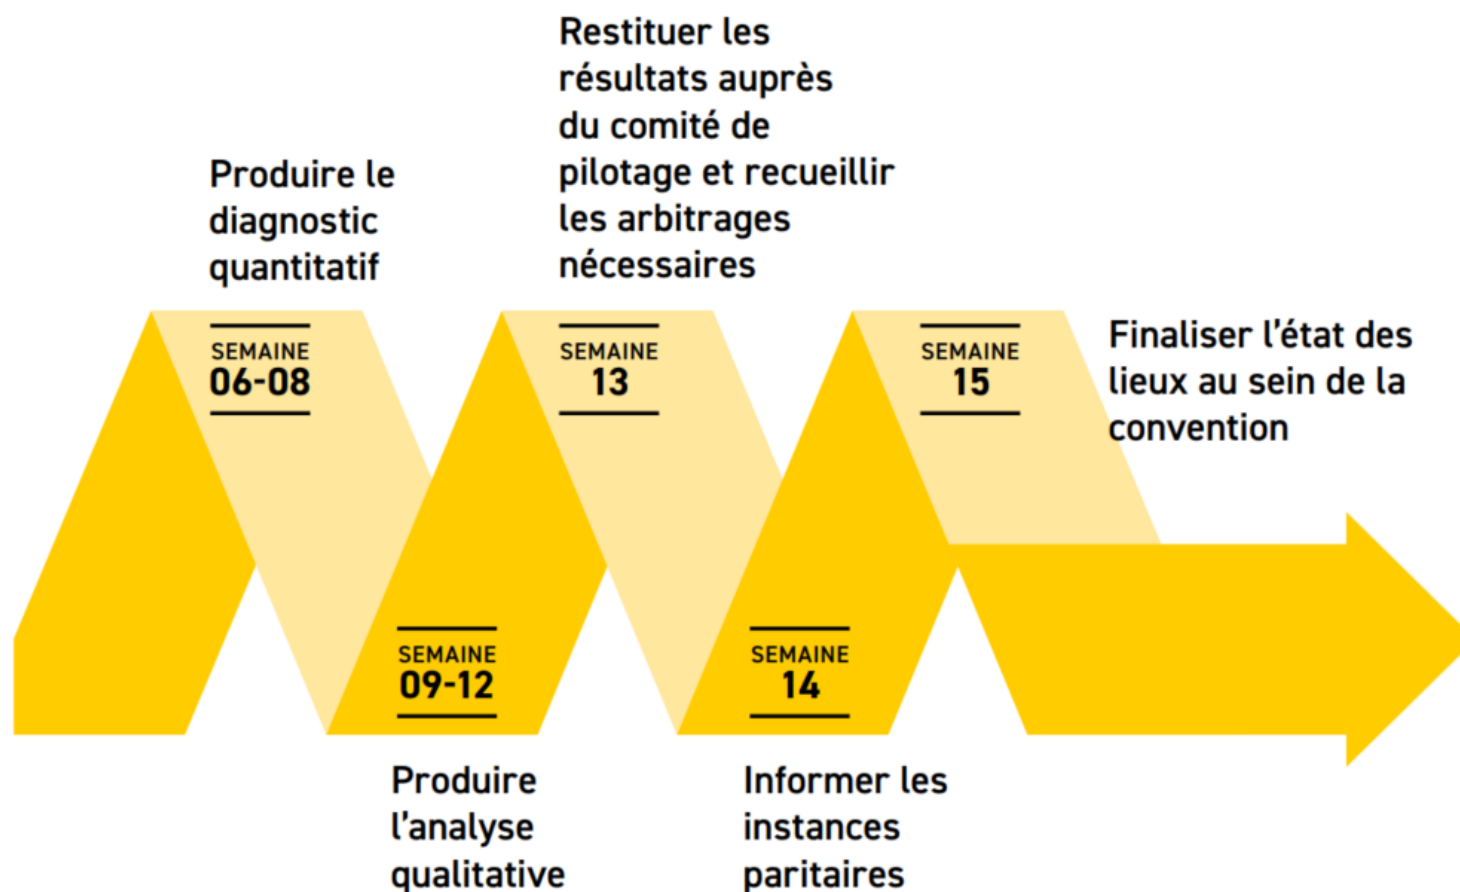 Produire le
diagnostic
quantitatif
SEMAINE
06-08
SEMAINE
09-12
Produire
l’analyse
qualitative
Restituer les
résultats auprès
du comité de
pilotage et recueillir
les arbitrages
nécessaires
SEMAINE
13
SEMAINE
14
Informer les
instances
paritaires
SEMAINE
15
Finaliser l’état des
lieux au sein de la
convention